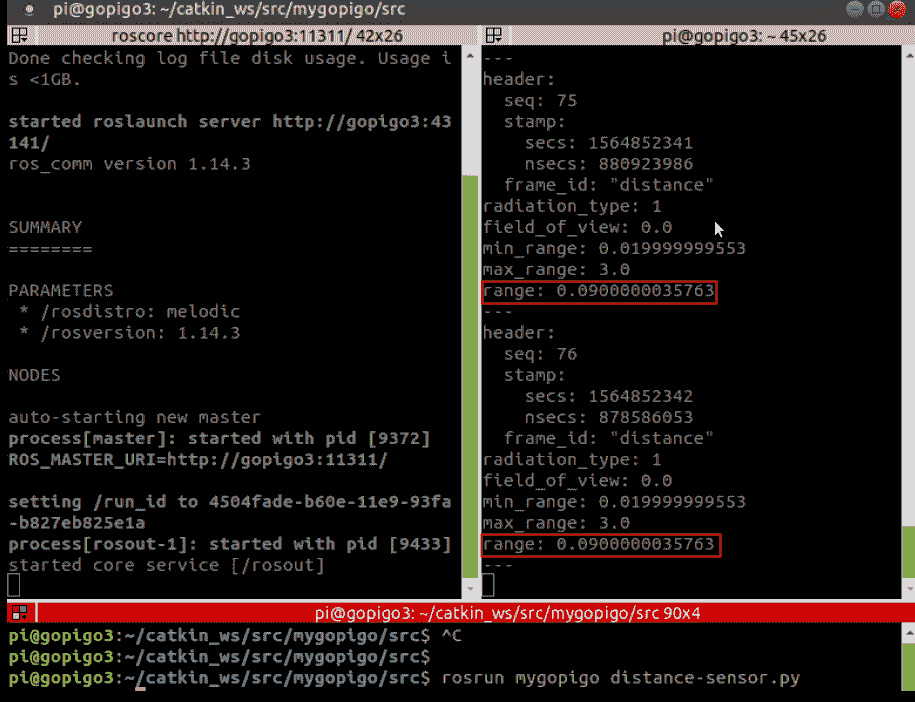 pi@gopigo3: ~/catkin_ws/src/mygopigo/src
roscore http://gopigo3:11311/ 42x26
Done checking log file disk usage. Usage i
s <1GB.
started roslaunch server http://gopigo3:43
141/
ros_comm version 1.14.3
SUMMARY
========
PARAMETERS
 * /rosdistro: melodic
 * /rosversion: 1.14.3
NODES
auto-starting new master
process[master]: started with pid [9372]
ROS_MASTER_URI=http://gopigo3:11311/
setting /run_id to 4504fade-b60e-11e9-93fa
-b827eb825e1a
process[rosout-1]: started with pid [9433]
started core service [/rosout]
pi@gopigo3: ~ 45x26
---
header:
  seq: 75
  stamp:
    secs: 1564852341
    nsecs: 880923986
  frame_id: "distance"
radiation_type: 1
field_of_view: 0.0
min_range: 0.019999999553
max_range: 3.0
range: 0.0900000035763
---
header:
  seq: 76
  stamp:
    secs: 1564852342
    nsecs: 878586053
  frame_id: "distance"
radiation_type: 1
field_of_view: 0.0
min_range: 0.019999999553
max_range: 3.0
range: 0.0900000035763
---
pi@gopigo3: ~/catkin_ws/src/mygopigo/src 90x4
pi@gopigo3:~/catkin_ws/src/mygopigo/src$ ^C
pi@gopigo3:~/catkin_ws/src/mygopigo/src$
pi@gopigo3:~/catkin_ws/src/mygopigo/src$ rosrun mygopigo distance-sensor.py